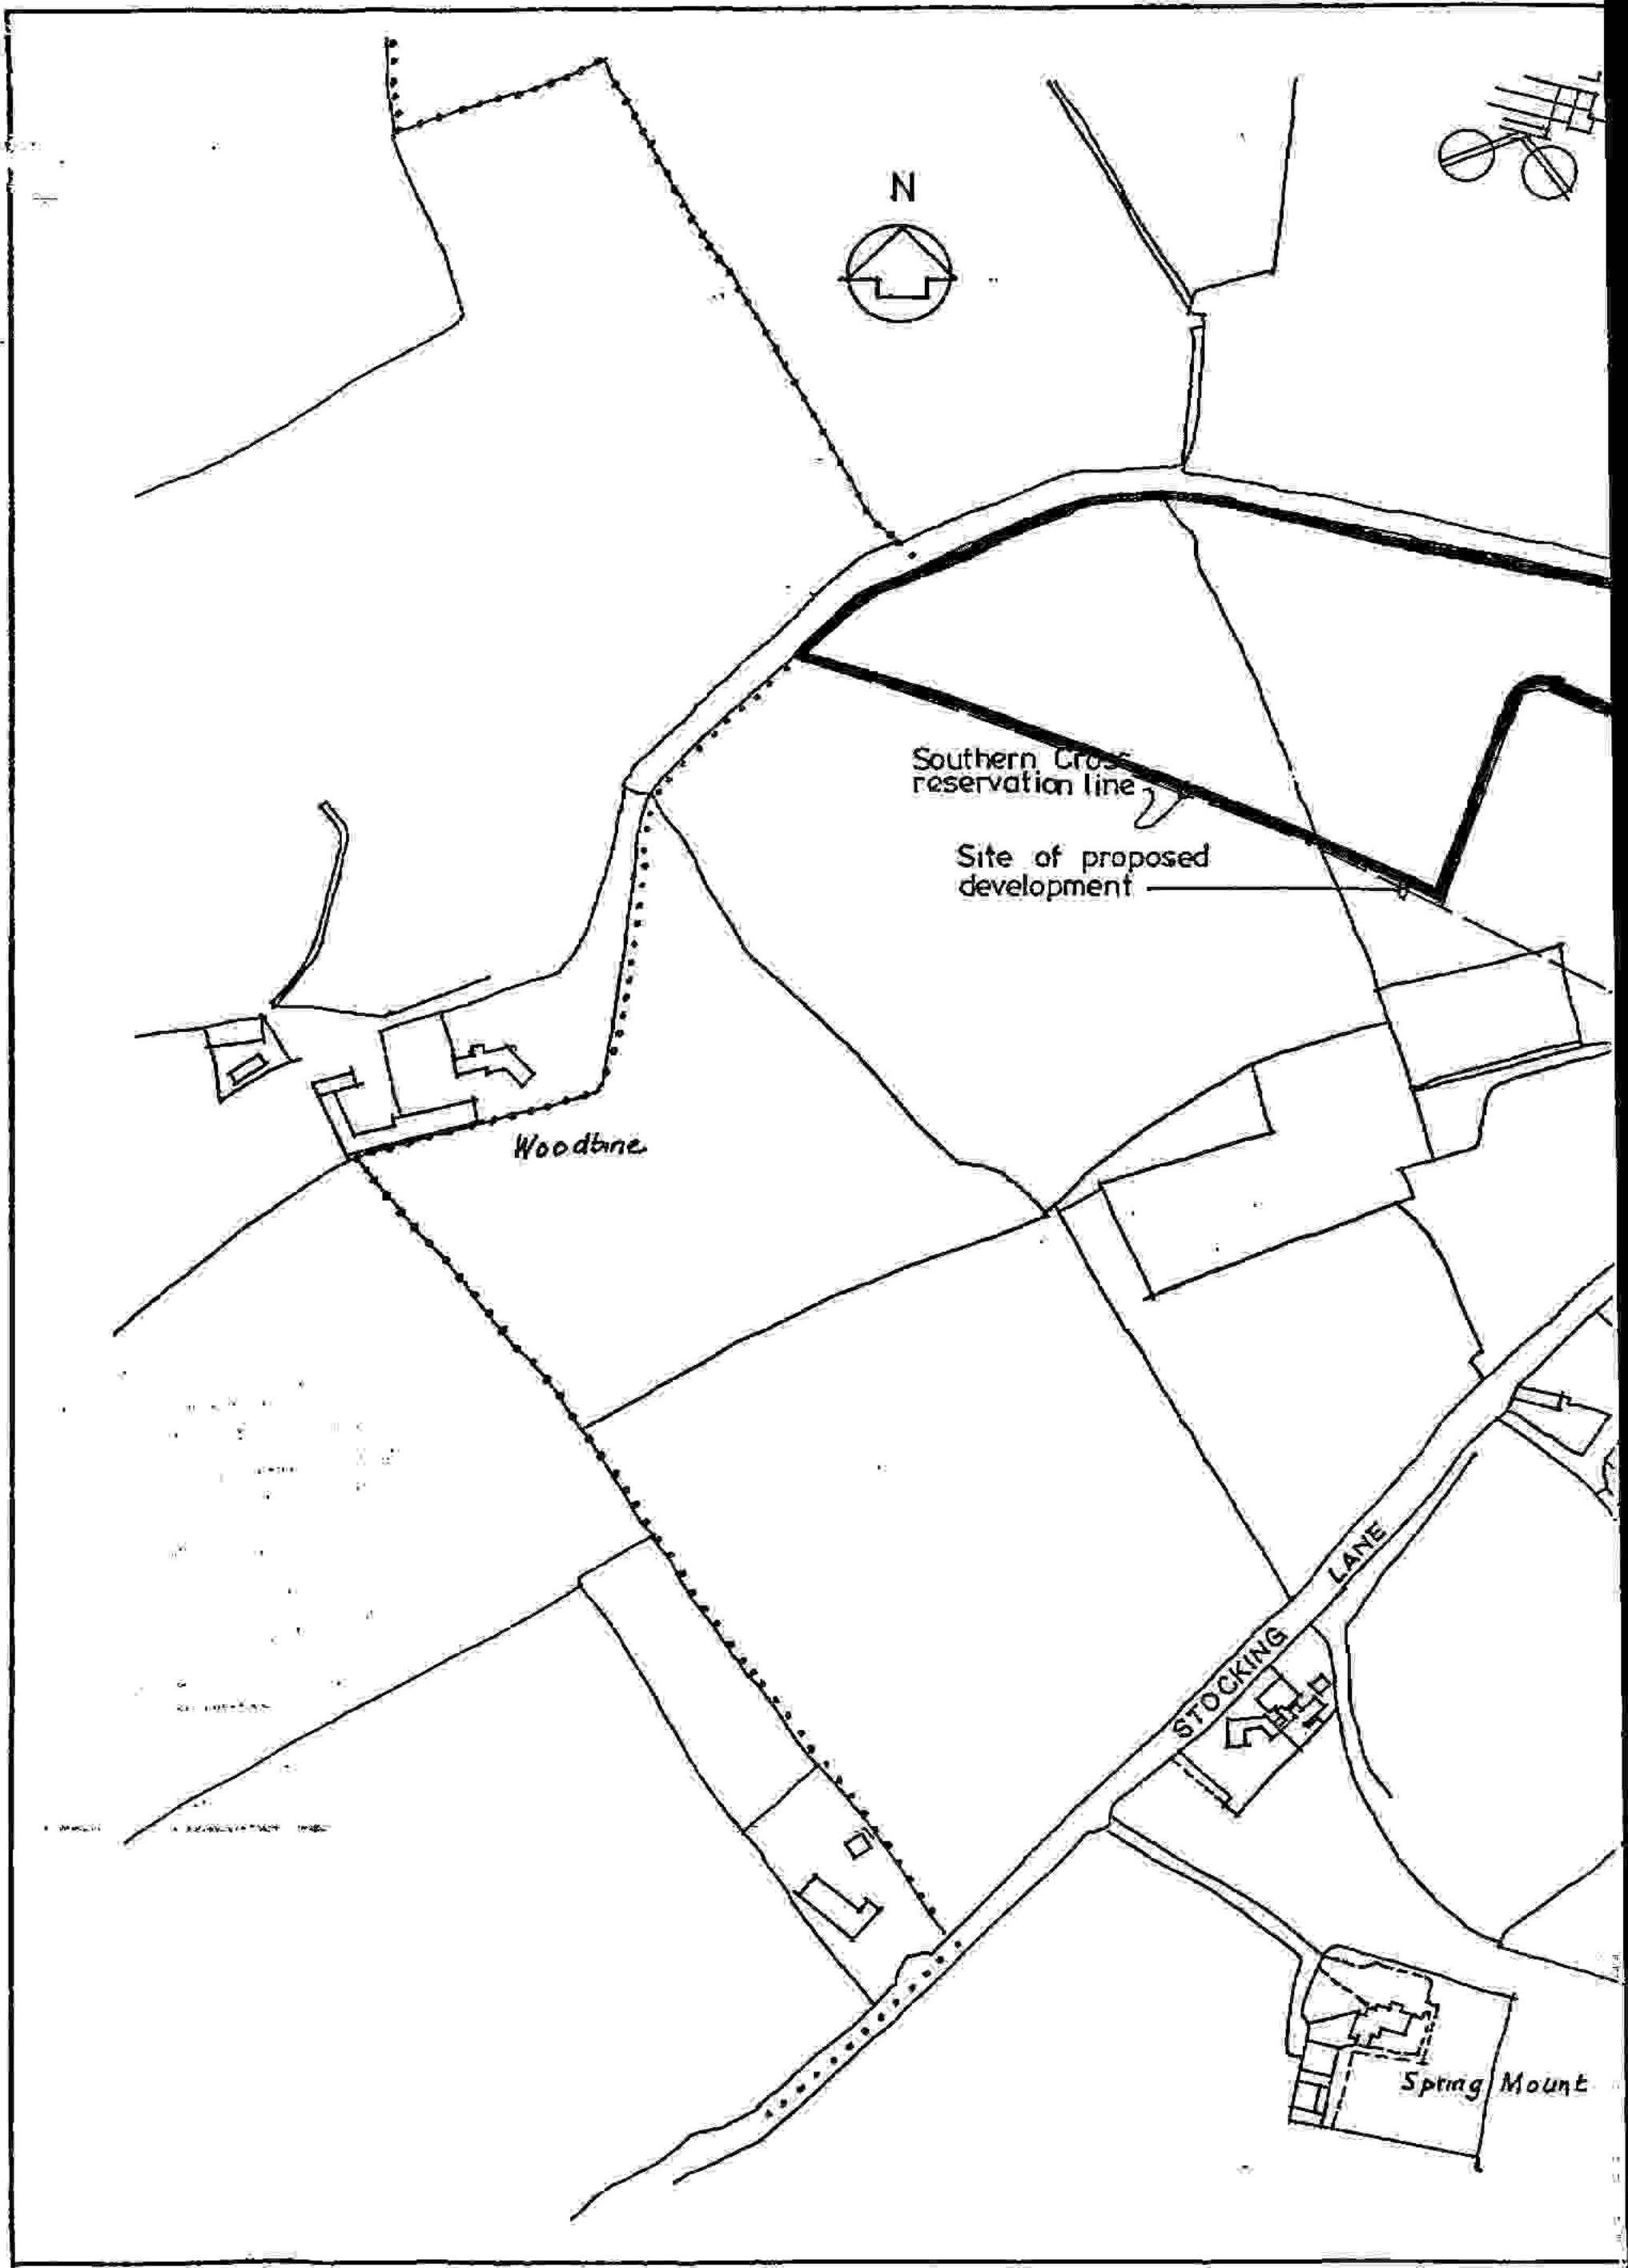 N
Southern Cross
reservation line
Site of proposed
development
Woodbine
STOCKING LANE
Spring Mount